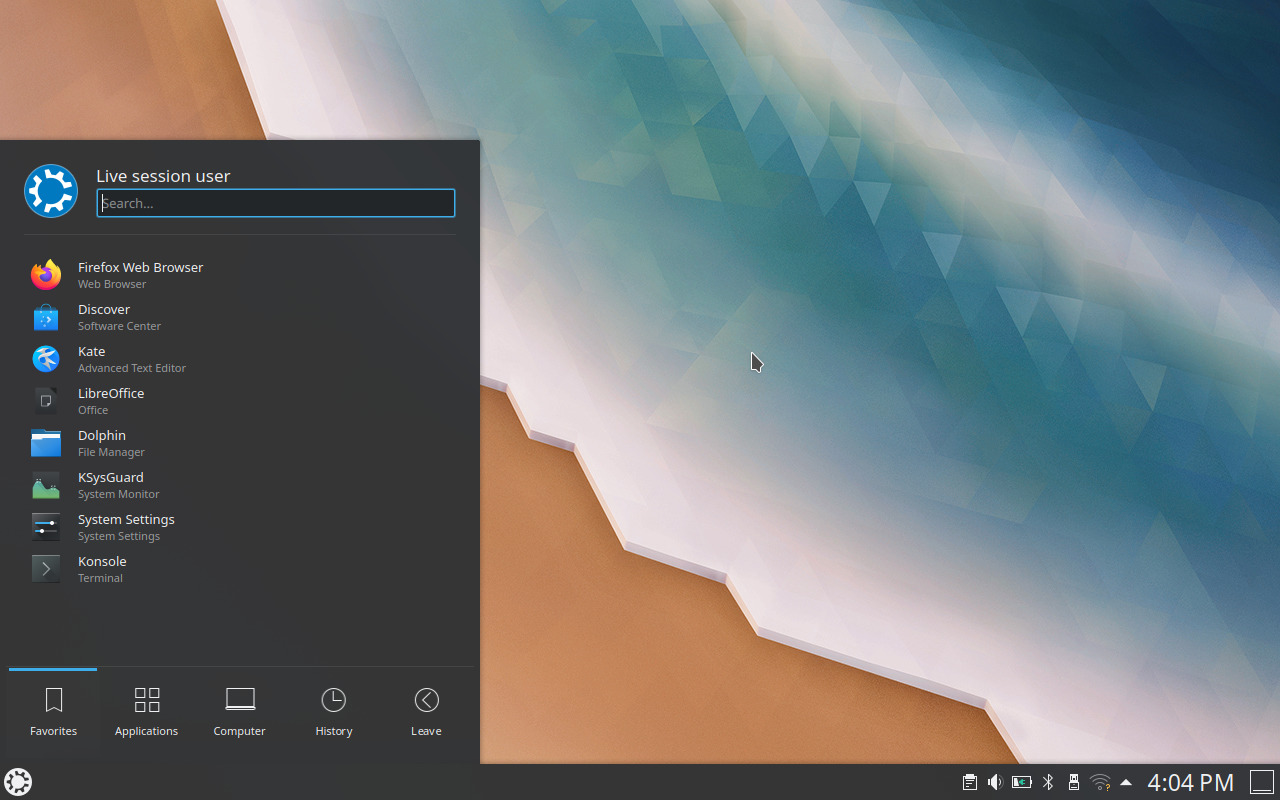 Live session user
Search...
Firefox Web Browser
Web Browser
Discover
Software Center
Kate
Advanced Text Editor
LibreOffice
Office
Dolphin
File Manager
KSysGuard
System Monitor
System Settings
System Settings
Konsole
Terminal
Favorites
Applications
Computer
History
Leave
4:04 PM